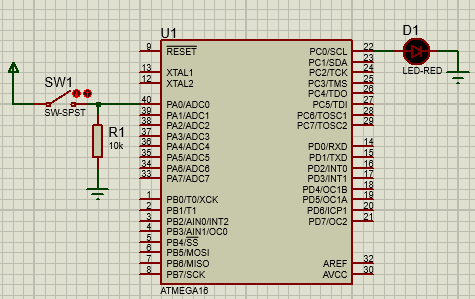 U1
D1
LED-RED
SW1
SW-SPST
R1
10k
9 RESET
13 XTAL1
12 XTAL2
40 PA0/ADC0
39 PA1/ADC1
38 PA2/ADC2
37 PA3/ADC3
36 PA4/ADC4
35 PA5/ADC5
34 PA6/ADC6
33 PA7/ADC7
1 PB0/T0/XCK
2 PB1/T1
3 PB2/AIN0/INT2
4 PB3/AIN1/OC0
5 PB4/SS
6 PB5/MOSI
7 PB6/MISO
8 PB7/SCK
PC0/SCL 22
PC1/SDA 23
PC2/TCK 24
PC3/TMS 25
PC4/TDO 26
PC5/TDI 27
PC6/TOSC1 28
PC7/TOSC2 29
PD0/RXD 14
PD1/TXD 15
PD2/INT0 16
PD3/INT1 17
PD4/OC1B 18
PD5/OC1A 19
PD6/ICP1 20
PD7/OC2 21
AREF 32
AVCC 30
ATMEGA16